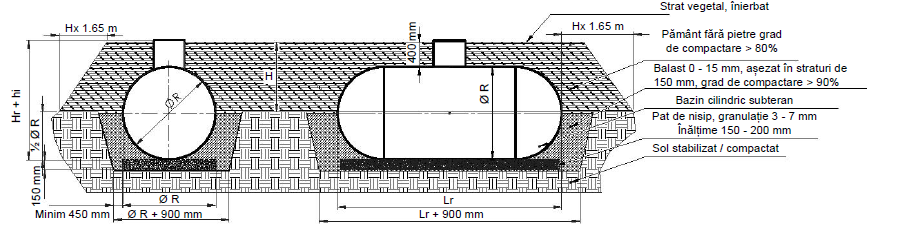 Strat vegetal, înierbat
Hx 1.65 m
Hx 1.65 m
Pământ fără pietre grad
de compactare > 80%
400 mm
Balast 0 - 15 mm, așezat în straturi de
150 mm, grad de compactare > 90%
H
Hr + hi
Ø R
Ø R
Bazin cilindric subteran
Pat de nisip, granulație 3 - 7 mm
Înălțime 150 - 200 mm
½ Ø R
Sol stabilizat / compactat
150 mm
Ø R
Lr
Minim 450 mm
Ø R + 900 mm
Lr + 900 mm